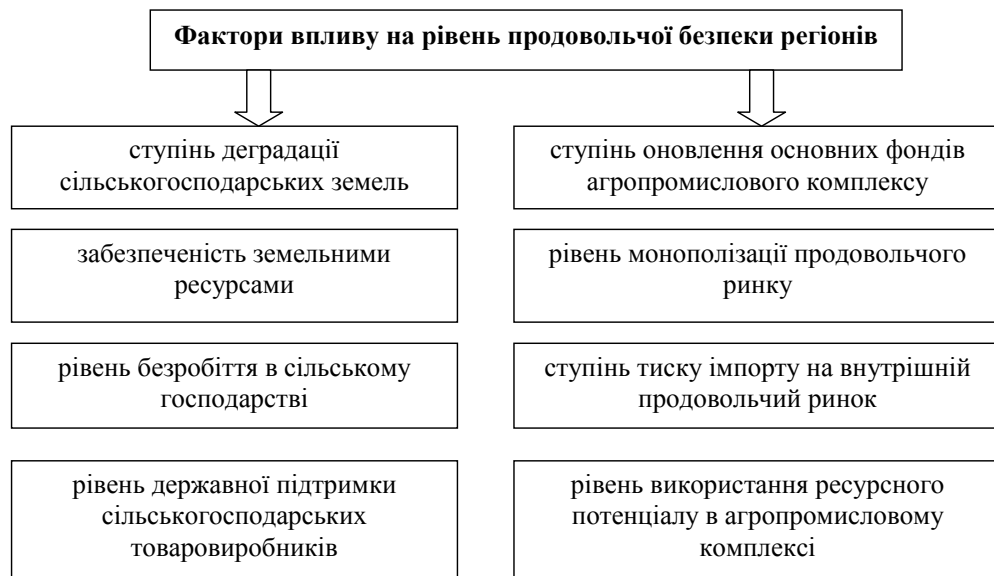 Фактори впливу на рівень продовольчої безпеки регіонів
ступінь деградації
сільськогосподарських земель
забезпеченість земельними
ресурсами
рівень безробіття в сільському
господарстві
рівень державної підтримки
сільськогосподарських
товаровиробників
ступінь оновлення основних фондів
агропромислового комплексу
рівень монополізації продовольчого
ринку
ступінь тиску імпорту на внутрішній
продовольчий ринок
рівень використання ресурсного
потенціалу в агропромисловому
комплексі